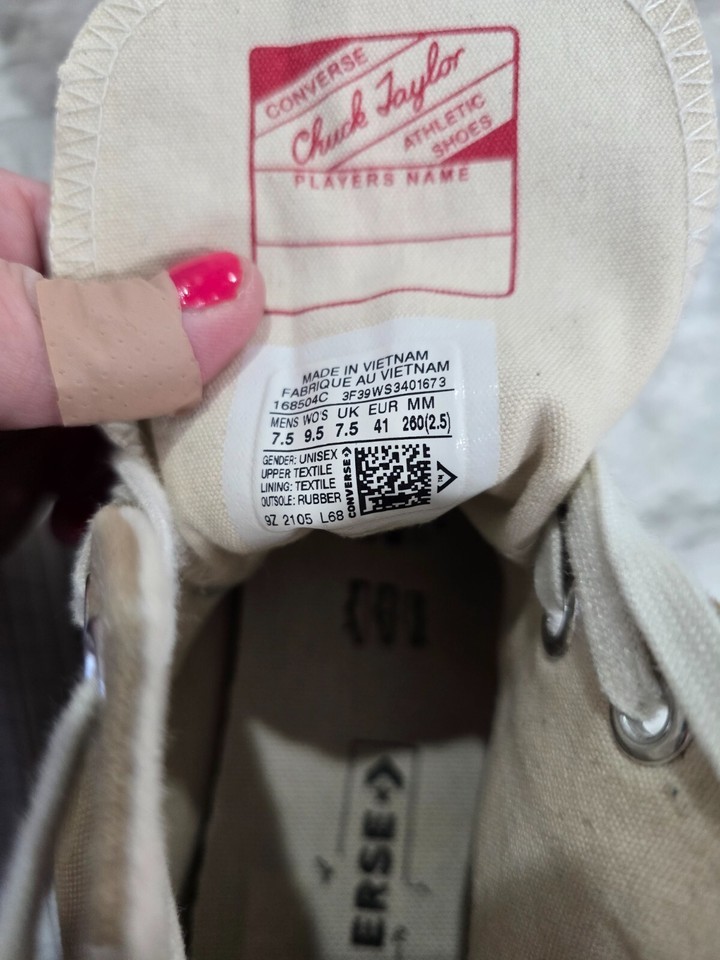 CONVERSE
Chuck Taylor
ATHLETIC
SHOES
PLAYERS NAME
MADE IN VIETNAM
FABRIQUE AU VIETNAM
168504C 3F39WS3401673
MENS WO'S UK EUR MM
7.5 9.5 7.5 41 260(2.5)
GENDER: UNISEX
UPPER TEXTILE
LINING: TEXTILE
OUTSOLE: RUBBER
CONVERSE
TM
9Z 2105 L68
ERSE